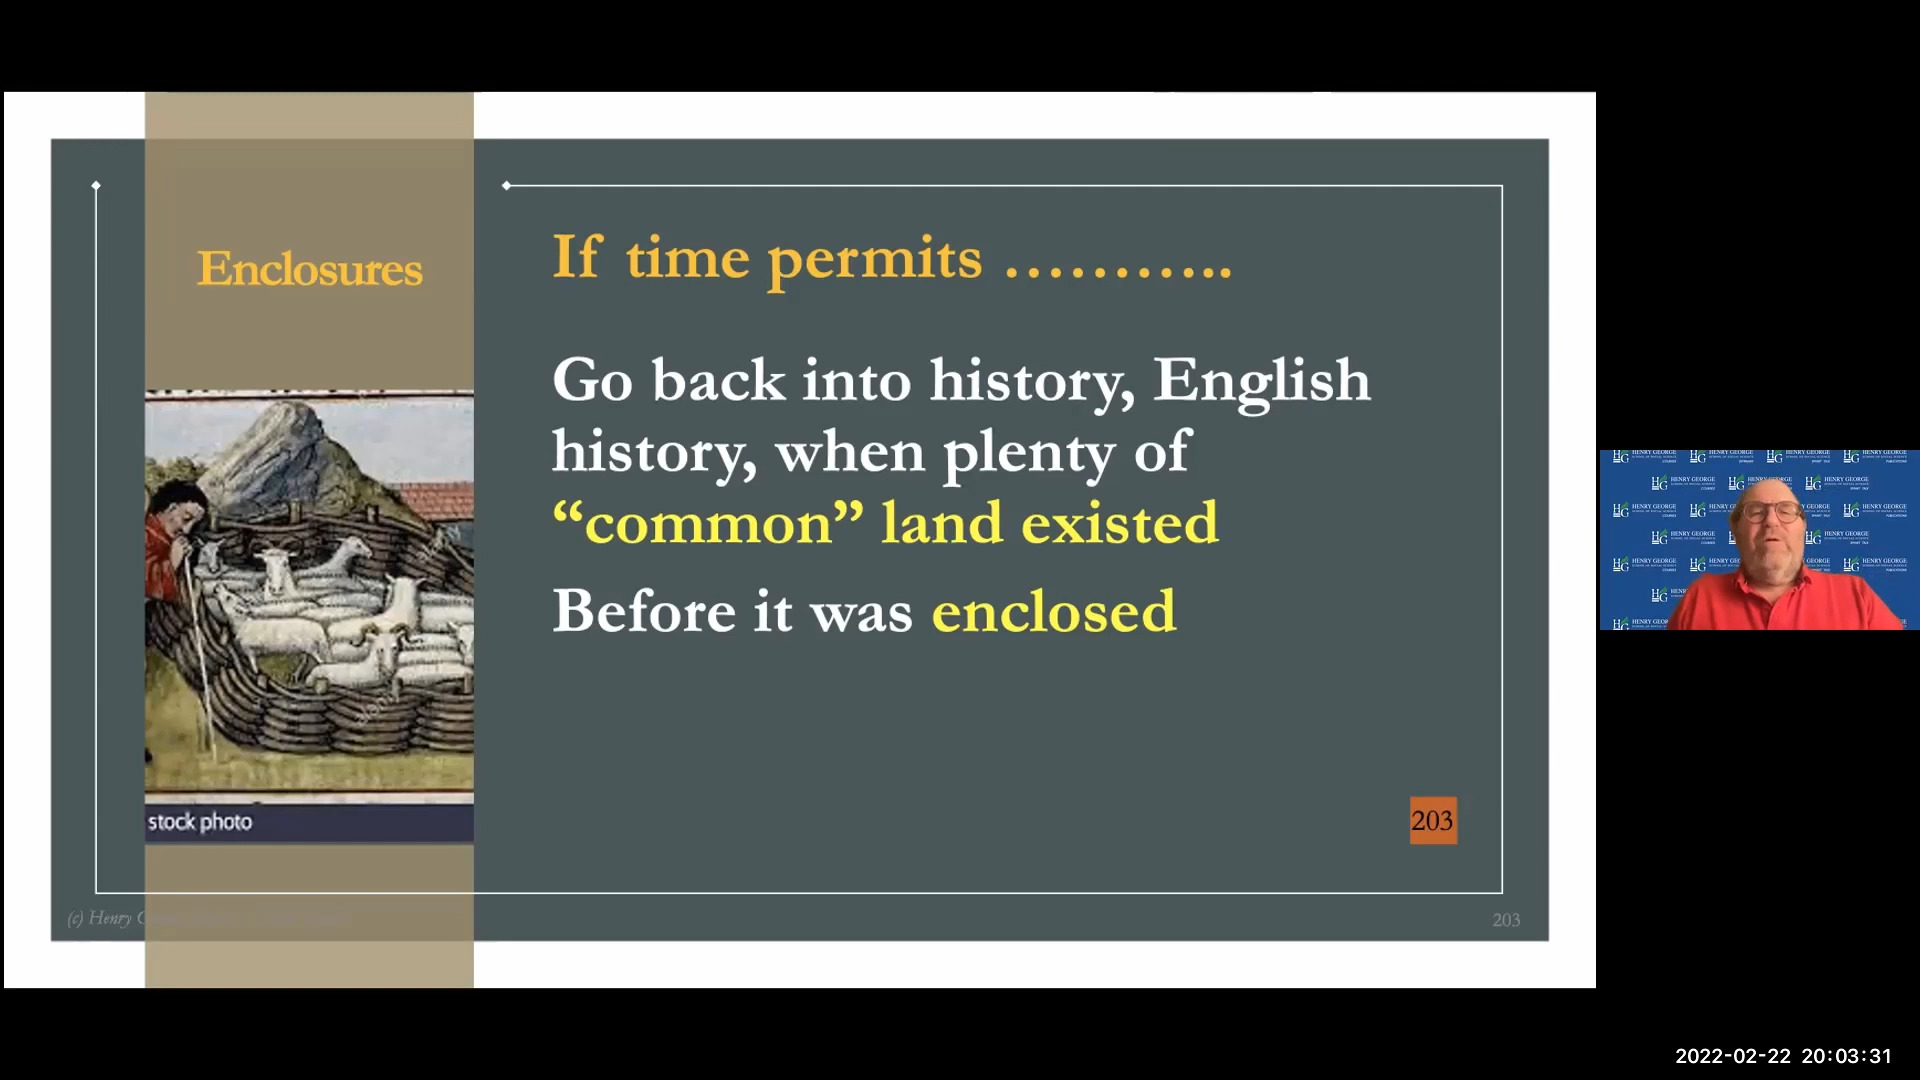 Enclosures
If time permits ………..
Go back into history, English
history, when plenty of
“common” land existed
Before it was enclosed
stock photo
203
(c) Henry
203
HENRY GEORGE
2022-02-22 20:03:31